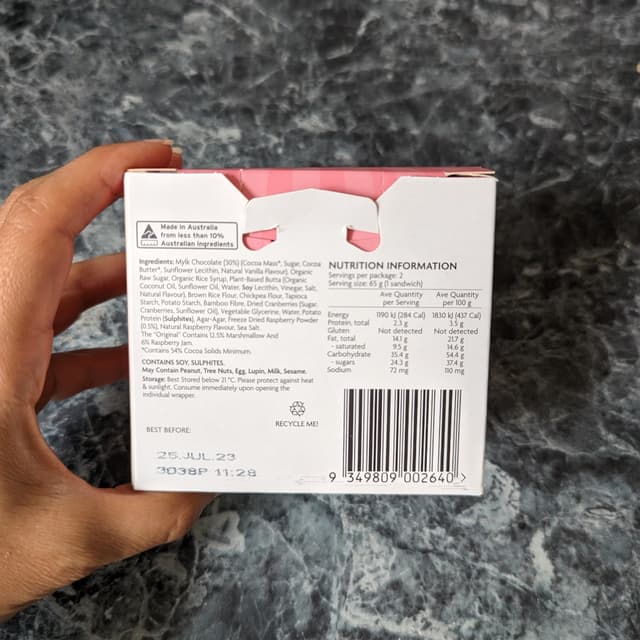 Made in Australia
from less than 10%
Australian ingredients
Ingredients: Mylk Chocolate (30%) (Cocoa Mass*, Sugar, Cocoa
Butter*, Sunflower Lecithin, Natural Vanilla Flavour), Organic
Raw Sugar, Organic Rice Syrup, Plant-Based Butta (Organic
Coconut Oil, Sunflower Oil, Water, Soy Lecithin, Vinegar, Salt,
Natural Flavour), Brown Rice Flour, Chickpea Flour, Tapioca
Starch, Potato Starch, Bamboo Fibre, Dried Cranberries (Sugar,
Cranberries, Sunflower Oil), Vegetable Glycerine, Water, Potato
Protein (Sulphites), Agar-Agar, Freeze Dried Raspberry Powder
(0.5%), Natural Raspberry Flavour, Sea Salt.
The "Original" Contains 12.5% Marshmallow And
6% Raspberry Jam.
*Contains 54% Cocoa Solids Minimum.
CONTAINS SOY, SULPHITES.
May Contain Peanut, Tree Nuts, Egg, Lupin, Milk, Sesame.
Storage: Best Stored below 21°C. Please protect against heat
& sunlight. Consume immediately upon opening the
individual wrapper.
RECYCLE ME!
BEST BEFORE:
25.JUL.23
3038P 11:28
NUTRITION INFORMATION
Servings per package: 2
Serving size: 65 g (1 sandwich)
Ave Quantity per Serving Ave Quantity per 100 g
Energy 1190 kJ (284 Cal) 1830 kJ (437 Cal)
Protein, total 2.3 g 3.5 g
Gluten Not detected Not detected
Fat, total 14.1 g 21.7 g
- saturated 9.5 g 14.6 g
Carbohydrate 35.4 g 54.4 g
- sugars 24.3 g 37.4 g
Sodium 72 mg 110 mg
9 349809 002640 >